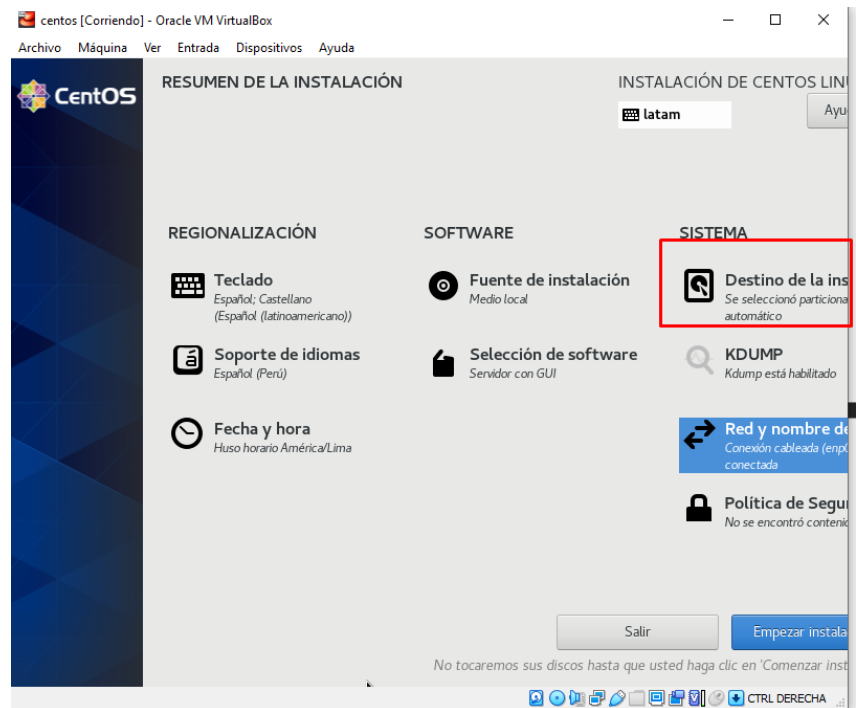 centos [Corriendo] - Oracle VM VirtualBox
Archivo Máquina Ver Entrada Dispositivos Ayuda
CentOS
RESUMEN DE LA INSTALACIÓN
INSTALACIÓN DE CENTOS LIN
latam
Ayu
REGIONALIZACIÓN
Teclado
Español; Castellano
(Español (latinoamericano))
Soporte de idiomas
Español (Perú)
Fecha y hora
Huso horario América/Lima
SOFTWARE
Fuente de instalación
Medio local
Selección de software
Servidor con GUI
SISTEMA
Destino de la ins
Se seleccionó particiona
automático
KDUMP
Kdump está habilitado
Red y nombre de
Conexión cableada (enp0
conectada
Política de Segur
No se encontró contenid
Salir
Empezar instala
No tocaremos sus discos hasta que usted haga clic en 'Comenzar inst
CTRL DERECHA